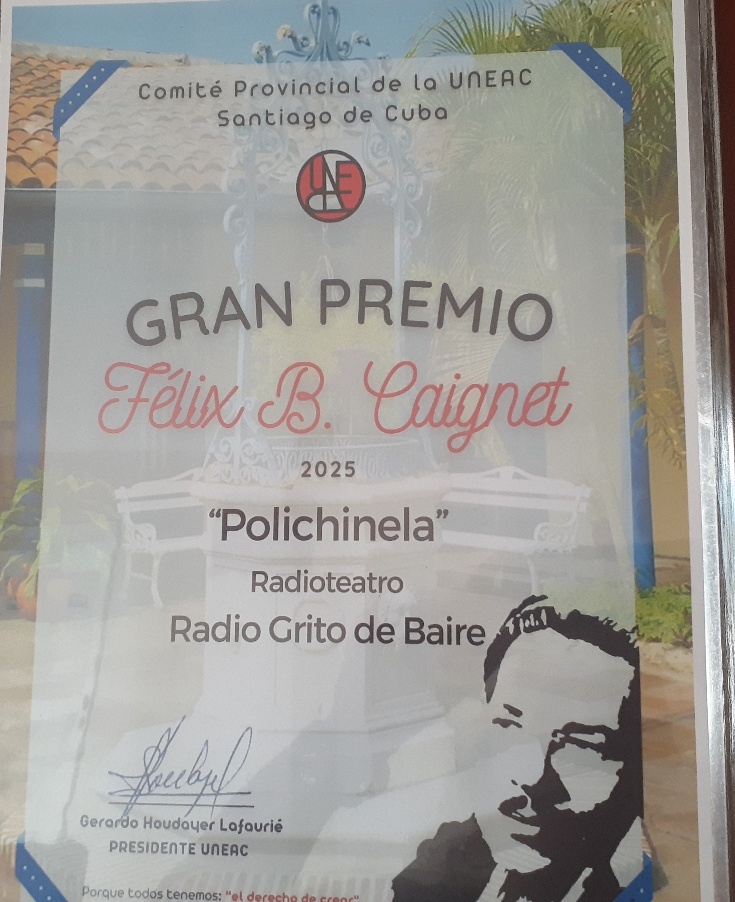 Comité Provincial de la UNEAC
Santiago de Cuba
UNEAC
GRAN PREMIO
Félix B. Caignet
2025
"Polichinela"
Radioteatro
Radio Grito de Baire
Gerardo Houdayer Lafaurié
PRESIDENTE UNEAC
Porque todos tenemos: "el derecho de crear"